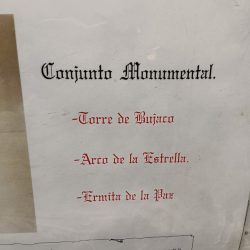 Conjunto Monumental.
-Torre de Bujaco
-Arco de la Estrella.
-Ermita de la Paz